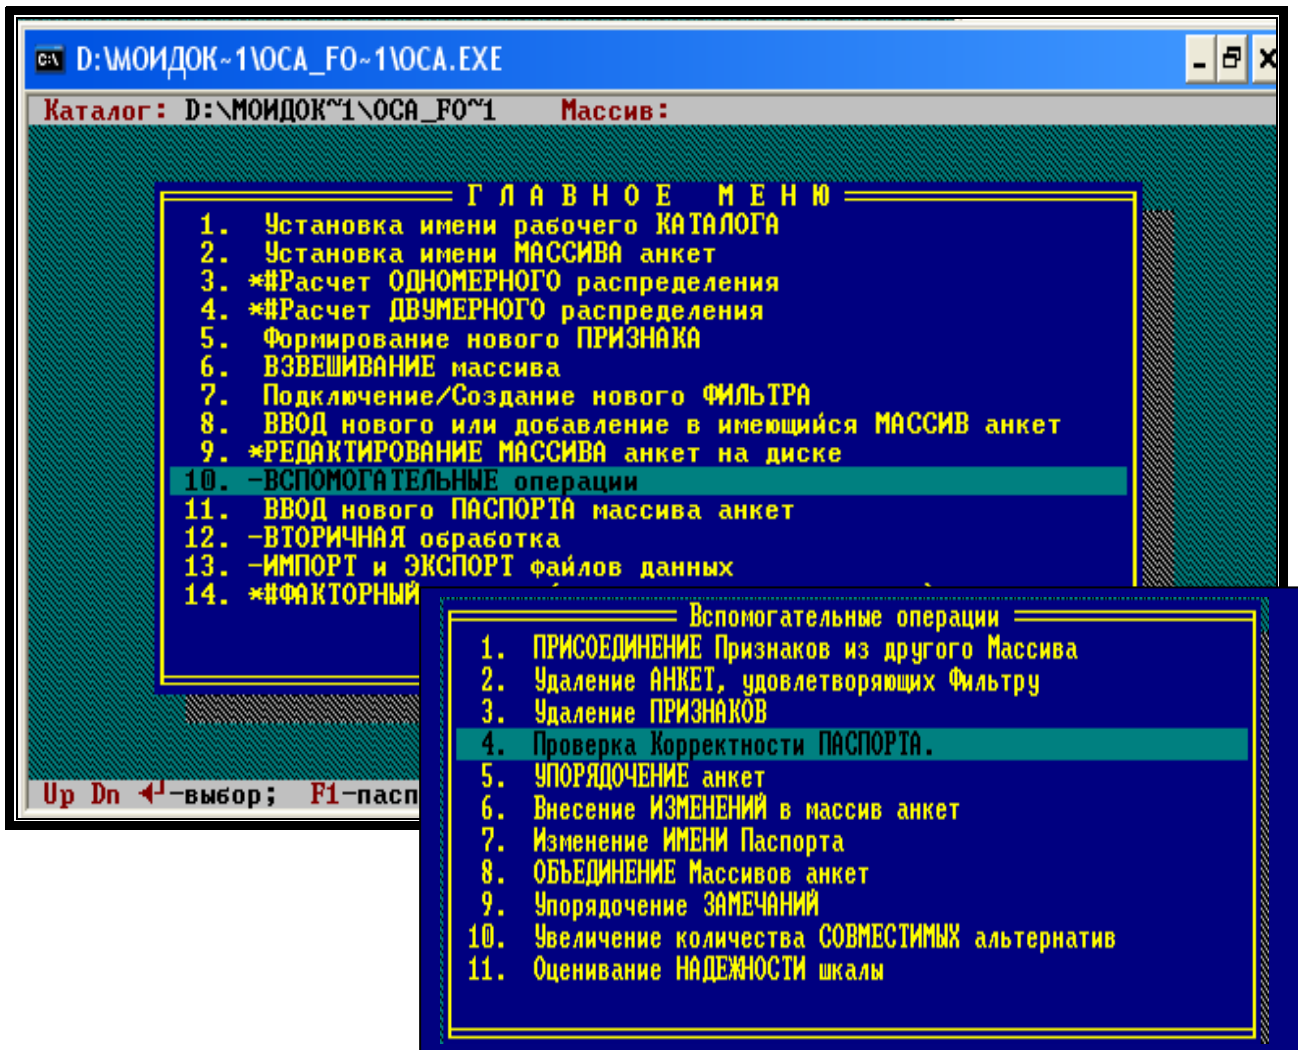 D:\МОИДОК~1\OCA_FO~1\OCA.EXE
Каталог: D:\МОИДОК~1\OCA_FO~1 Массив:
ГЛАВНОЕ МЕНЮ
1. Установка имени рабочего КАТАЛОГА
2. Установка имени МАССИВА анкет
3. *#Расчет ОДНОМЕРНОГО распределения
4. *#Расчет ДВУМЕРНОГО распределения
5. Формирование нового ПРИЗНАКА
6. ВЗВЕШИВАНИЕ массива
7. Подключение/Создание нового ФИЛЬТРА
8. ВВОД нового или добавление в имеющийся МАССИВ анкет
9. *РЕДАКТИРОВАНИЕ МАССИВА анкет на диске
10. -ВСПОМОГАТЕЛЬНЫЕ операции
11. ВВОД нового ПАСПОРТА массива анкет
12. -ВТОРИЧНАЯ обработка
13. -ИМПОРТ и ЭКСПОРТ файлов данных
14. *#ФАКТОРНЫЙ
Up Dn ◄┘-выбор; F1-пасп
Вспомогательные операции
1. ПРИСОЕДИНЕНИЕ Признаков из другого Массива
2. Удаление АНКЕТ, удовлетворяющих Фильтру
3. Удаление ПРИЗНАКОВ
4. Проверка Корректности ПАСПОРТА.
5. УПОРЯДОЧЕНИЕ анкет
6. Внесение ИЗМЕНЕНИЙ в массив анкет
7. Изменение ИМЕНИ Паспорта
8. ОБЪЕДИНЕНИЕ Массивов анкет
9. Упорядочение ЗАМЕЧАНИЙ
10. Увеличение количества СОВМЕСТИМЫХ альтернатив
11. Оценивание НАДЕЖНОСТИ шкалы